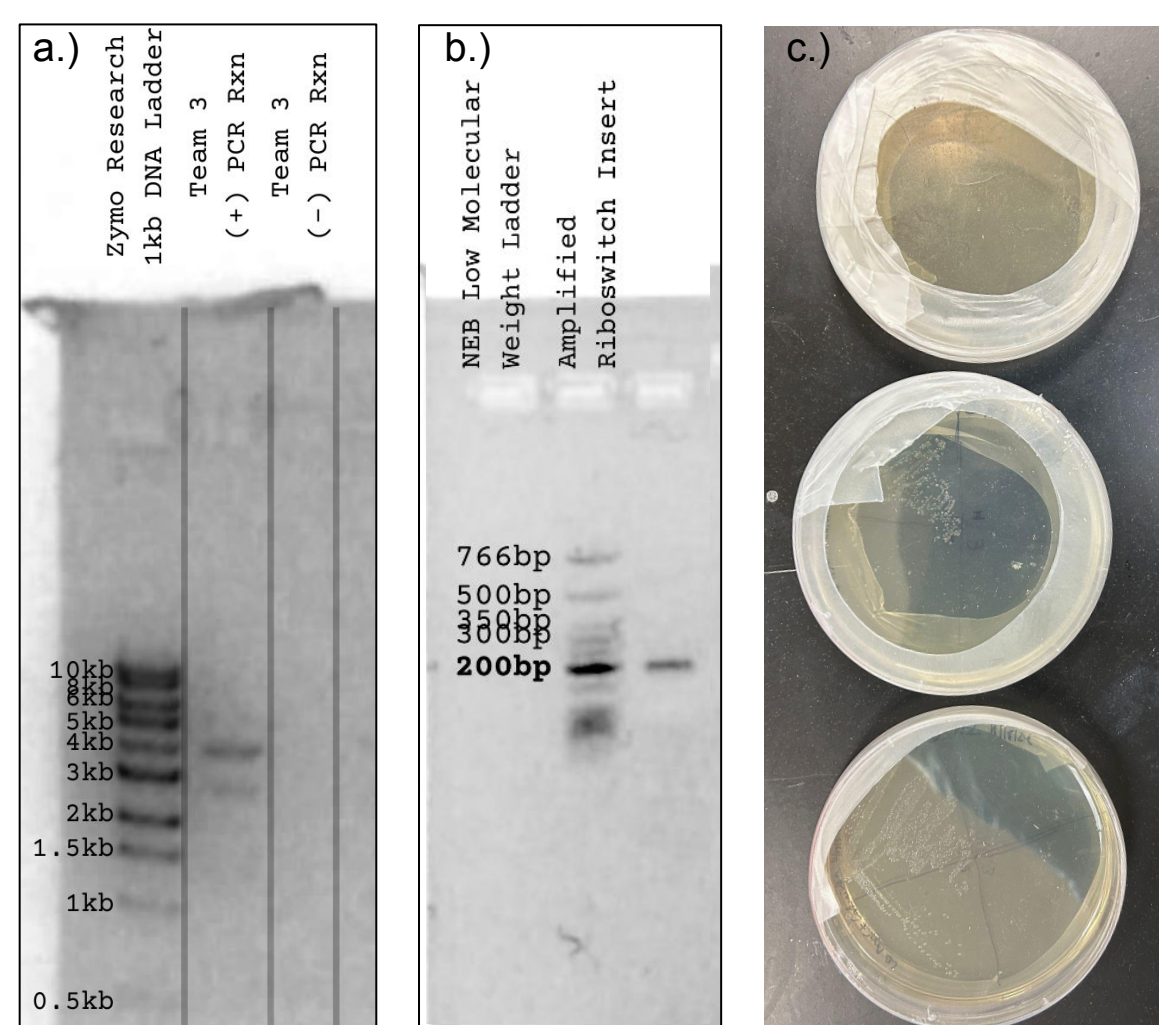 a.)
Zymo Research
1kb DNA Ladder
Team 3
(+) PCR Rxn
Team 3
(-) PCR Rxn
10kb
8kb
6kb
5kb
4kb
3kb
2kb
1.5kb
1kb
0.5kb
b.)
NEB Low Molecular
Weight Ladder
Amplified
Riboswitch Insert
766bp
500bp
350bp
300bp
200bp
c.)